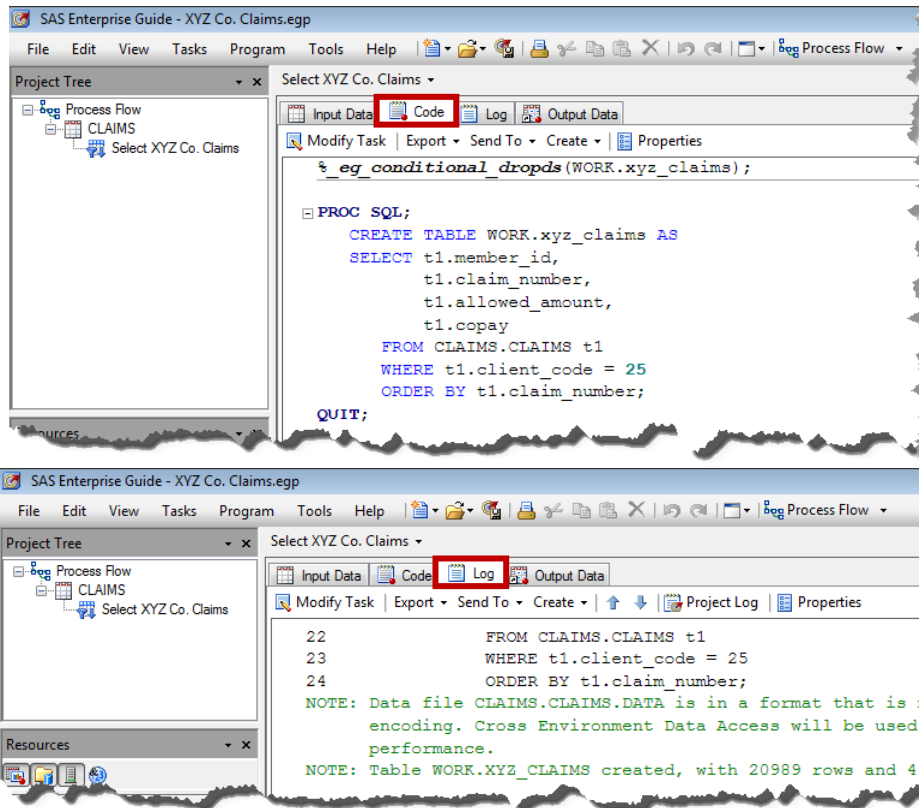 SAS Enterprise Guide - XYZ Co. Claims.egp
File Edit View Tasks Program Tools Help Process Flow
Project Tree
Select XYZ Co. Claims
Process Flow
CLAIMS
Select XYZ Co. Claims
Input Data Code Log Output Data
Modify Task Export Send To Create Properties
%_eg_conditional_dropds(WORK.xyz_claims);
PROC SQL;
CREATE TABLE WORK.xyz_claims AS
SELECT t1.member_id,
t1.claim_number,
t1.allowed_amount,
t1.copay
FROM CLAIMS.CLAIMS t1
WHERE t1.client_code = 25
ORDER BY t1.claim_number;
QUIT;
SAS Enterprise Guide - XYZ Co. Claims.egp
File Edit View Tasks Program Tools Help Process Flow
Project Tree
Select XYZ Co. Claims
Process Flow
CLAIMS
Select XYZ Co. Claims
Input Data Code Log Output Data
Modify Task Export Send To Create Project Log Properties
22 FROM CLAIMS.CLAIMS t1
23 WHERE t1.client_code = 25
24 ORDER BY t1.claim_number;
NOTE: Data file CLAIMS.CLAIMS.DATA is in a format that is
encoding. Cross Environment Data Access will be used
performance.
NOTE: Table WORK.XYZ_CLAIMS created, with 20989 rows and 4
Resources